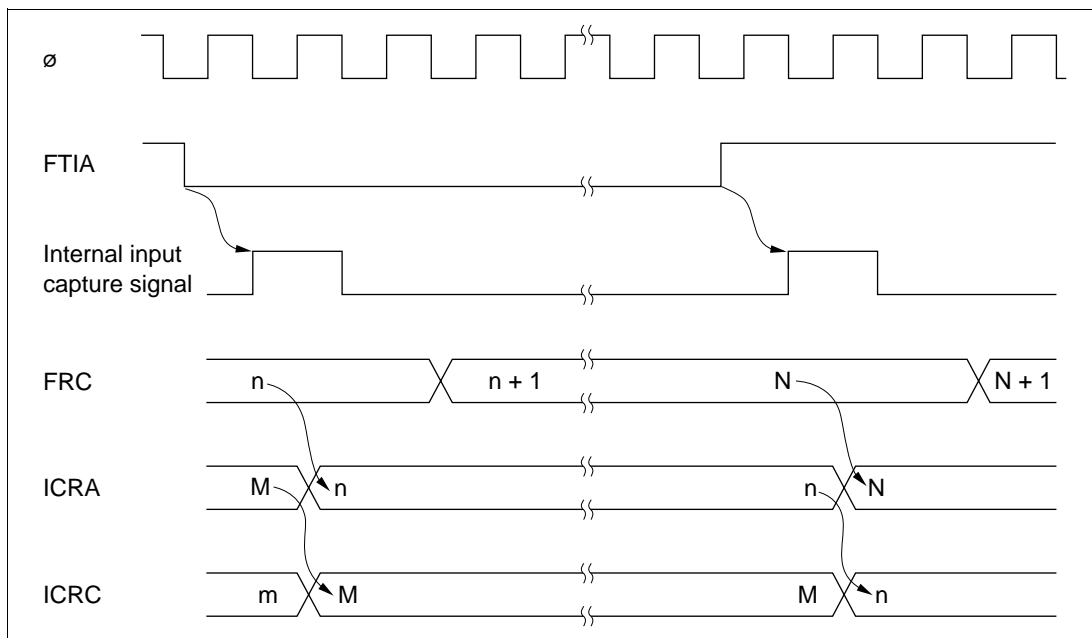 ø
FTIA
Internal input
capture signal
FRC n n + 1 N N + 1
ICRA M n n N
ICRC m M M n